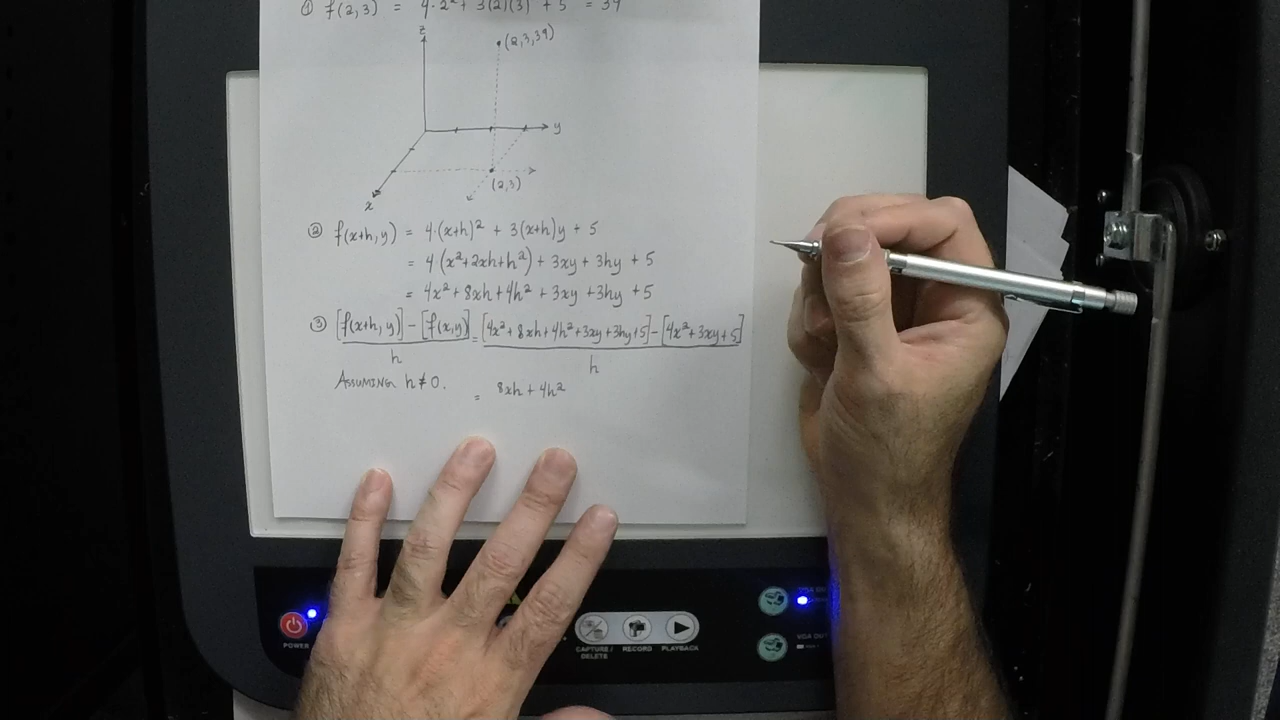 ① f(2,3) = 4·2² + 3(2)(3) + 5 = 39
z
(2,3,39)
y
(2,3)
x
② f(x+h, y) = 4·(x+h)² + 3(x+h)y + 5
= 4(x²+2xh+h²) + 3xy + 3hy + 5
= 4x² + 8xh + 4h² + 3xy + 3hy + 5
③ [f(x+h, y)] - [f(x,y)] = [4x² + 8xh + 4h² + 3xy + 3hy + 5] - [4x² + 3xy + 5]
h h
ASSUMING h ≠ 0.
= 8xh + 4h²
POWER
CAPTURE / DELETE RECORD PLAYBACK
VGA OUT